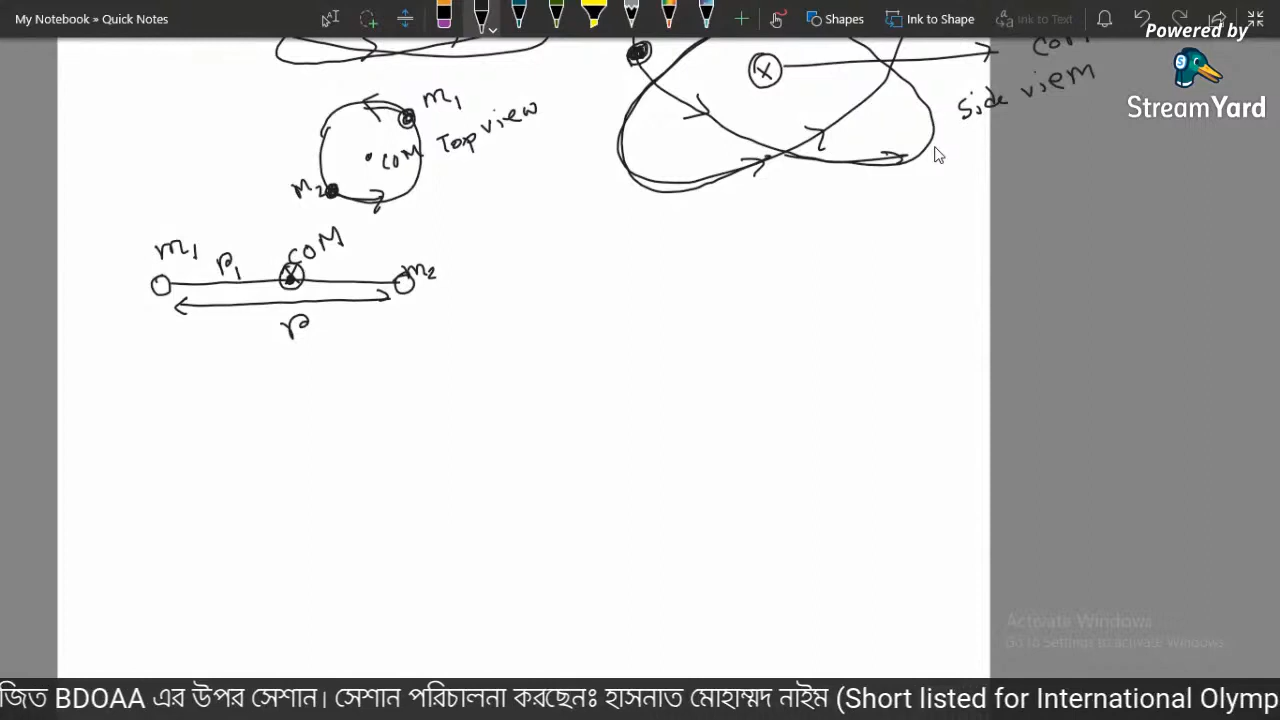 My Notebook » Quick Notes
Shapes
Ink to Shape
Ink to Text
Powered by
StreamYard
Side view
m1
Top view
COM
m2
m1
COM
r1
m2
r
Activate Windows
Go to Settings to activate Windows.
জিত BDOAA এর উপর সেশান। সেশান পরিচালনা করছেনঃ হাসনাত মোহাম্মদ নাইম (Short listed for International Olymp